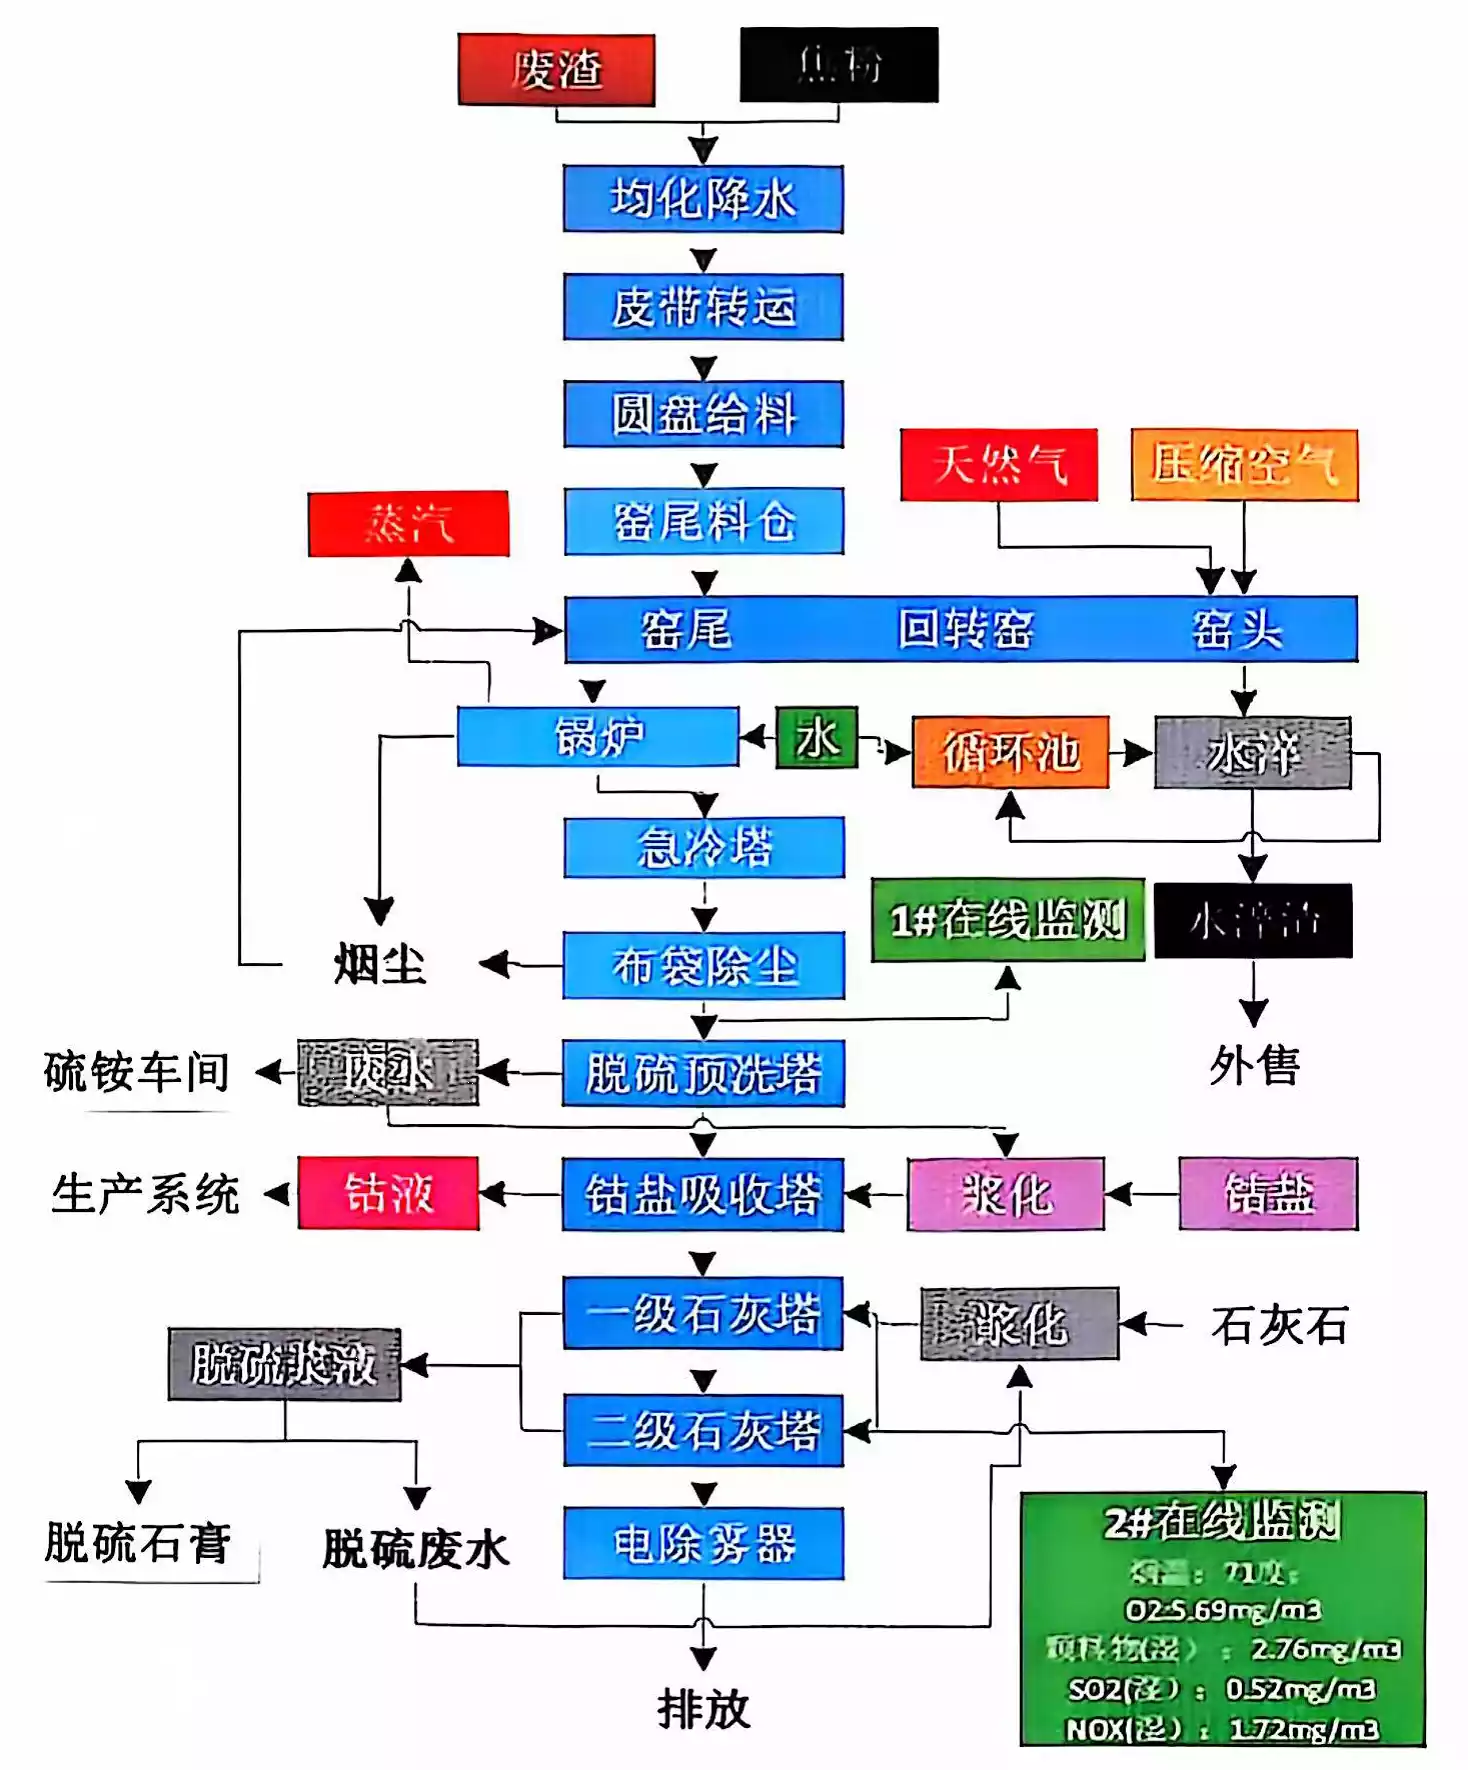 废渣
焦粉
均化降水
皮带转运
圆盘给料
天然气
压缩空气
蒸汽
窑尾料仓
窑尾 回转窑 窑头
锅炉
水
循环池
水淬
急冷塔
1#在线监测
水淬渣
烟尘
布袋除尘
外售
硫铵车间
废水
脱硫预洗塔
生产系统
钴液
钴盐吸收塔
浆化
钴盐
一级石灰塔
浆化
石灰石
脱硫浆液
二级石灰塔
脱硫石膏
脱硫废水
电除雾器
2#在线监测
烟温：71度；
O2:5.69mg/m3
颗料物(湿）：2.76mg/m3
SO2(湿）：0.52mg/m3
NOX(湿）：1.72mg/m3
排放